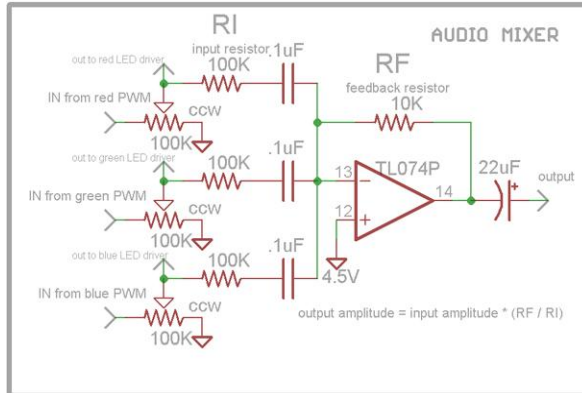 AUDIO MIXER
RI
input resistor
.1uF
out to red LED driver
100K
RF
feedback resistor
10K
IN from red PWM
ccw
100K
.1uF
out to green LED driver
100K
TL074P
13
14
12
22uF
output
IN from green PWM
ccw
100K
.1uF
out to blue LED driver
100K
4.5V
IN from blue PWM
ccw
100K
output amplitude = input amplitude * (RF / RI)